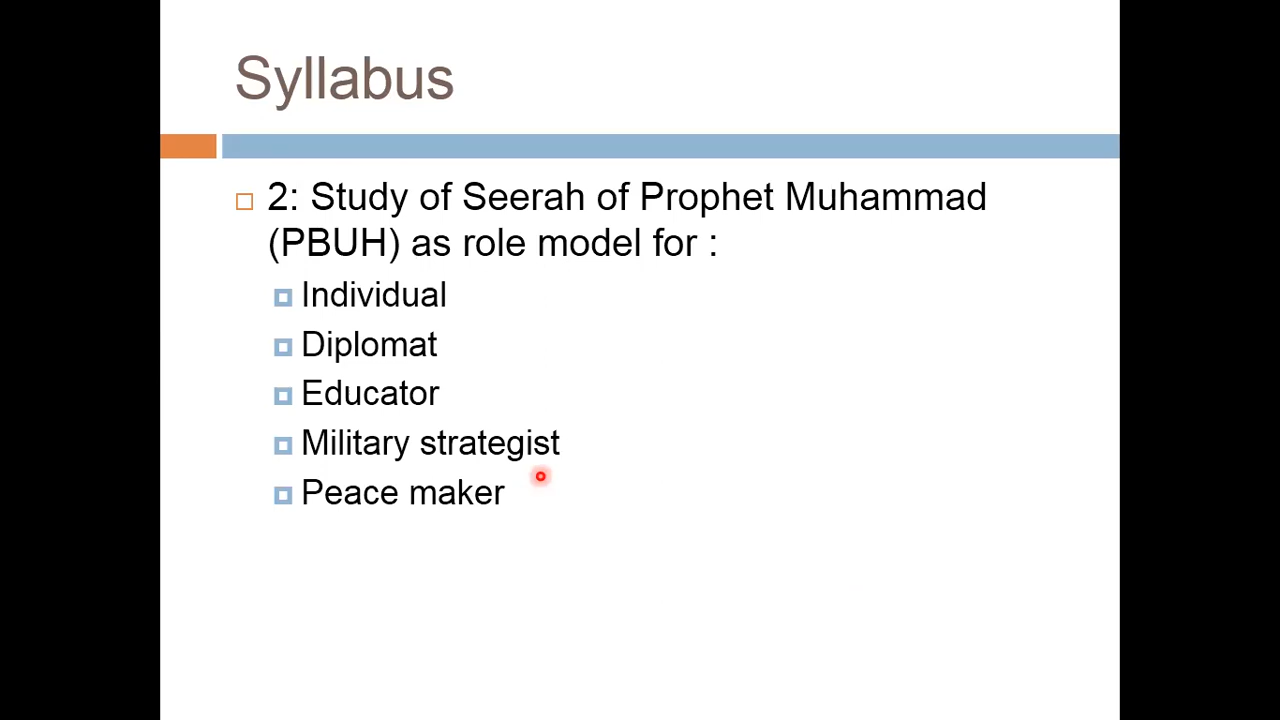 Syllabus
2: Study of Seerah of Prophet Muhammad
(PBUH) as role model for :
Individual
Diplomat
Educator
Military strategist
Peace maker